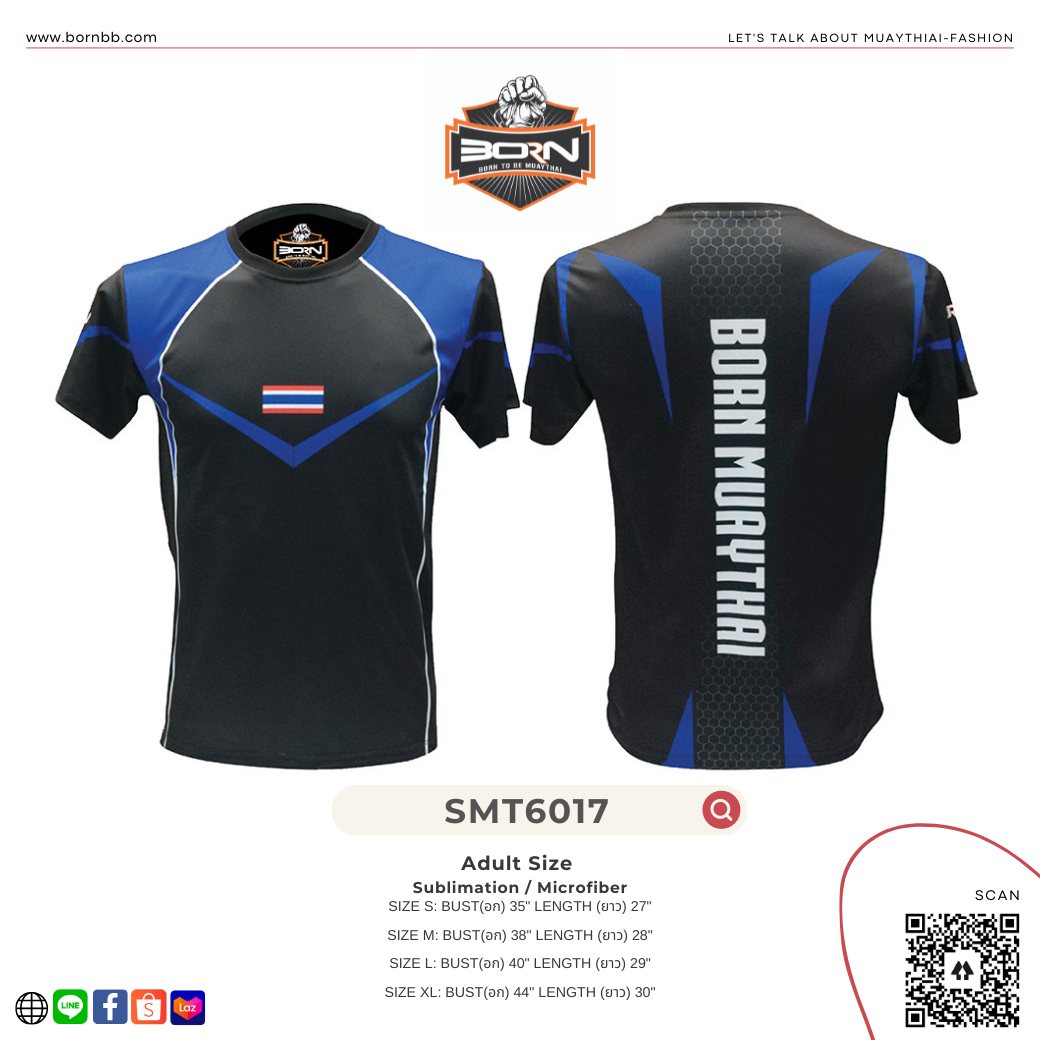 www.bornbb.com
LET'S TALK ABOUT MUAYTHIAI-FASHION
BORN
BORN TO BE MUAYTHAI
BORN
BORN MUAYTHAI
SMT6017
Adult Size
Sublimation / Microfiber
SIZE S: BUST(อก) 35" LENGTH (ยาว) 27"
SIZE M: BUST(อก) 38" LENGTH (ยาว) 28"
SIZE L: BUST(อก) 40" LENGTH (ยาว) 29"
SIZE XL: BUST(อก) 44" LENGTH (ยาว) 30"
SCAN
LINE
Laz